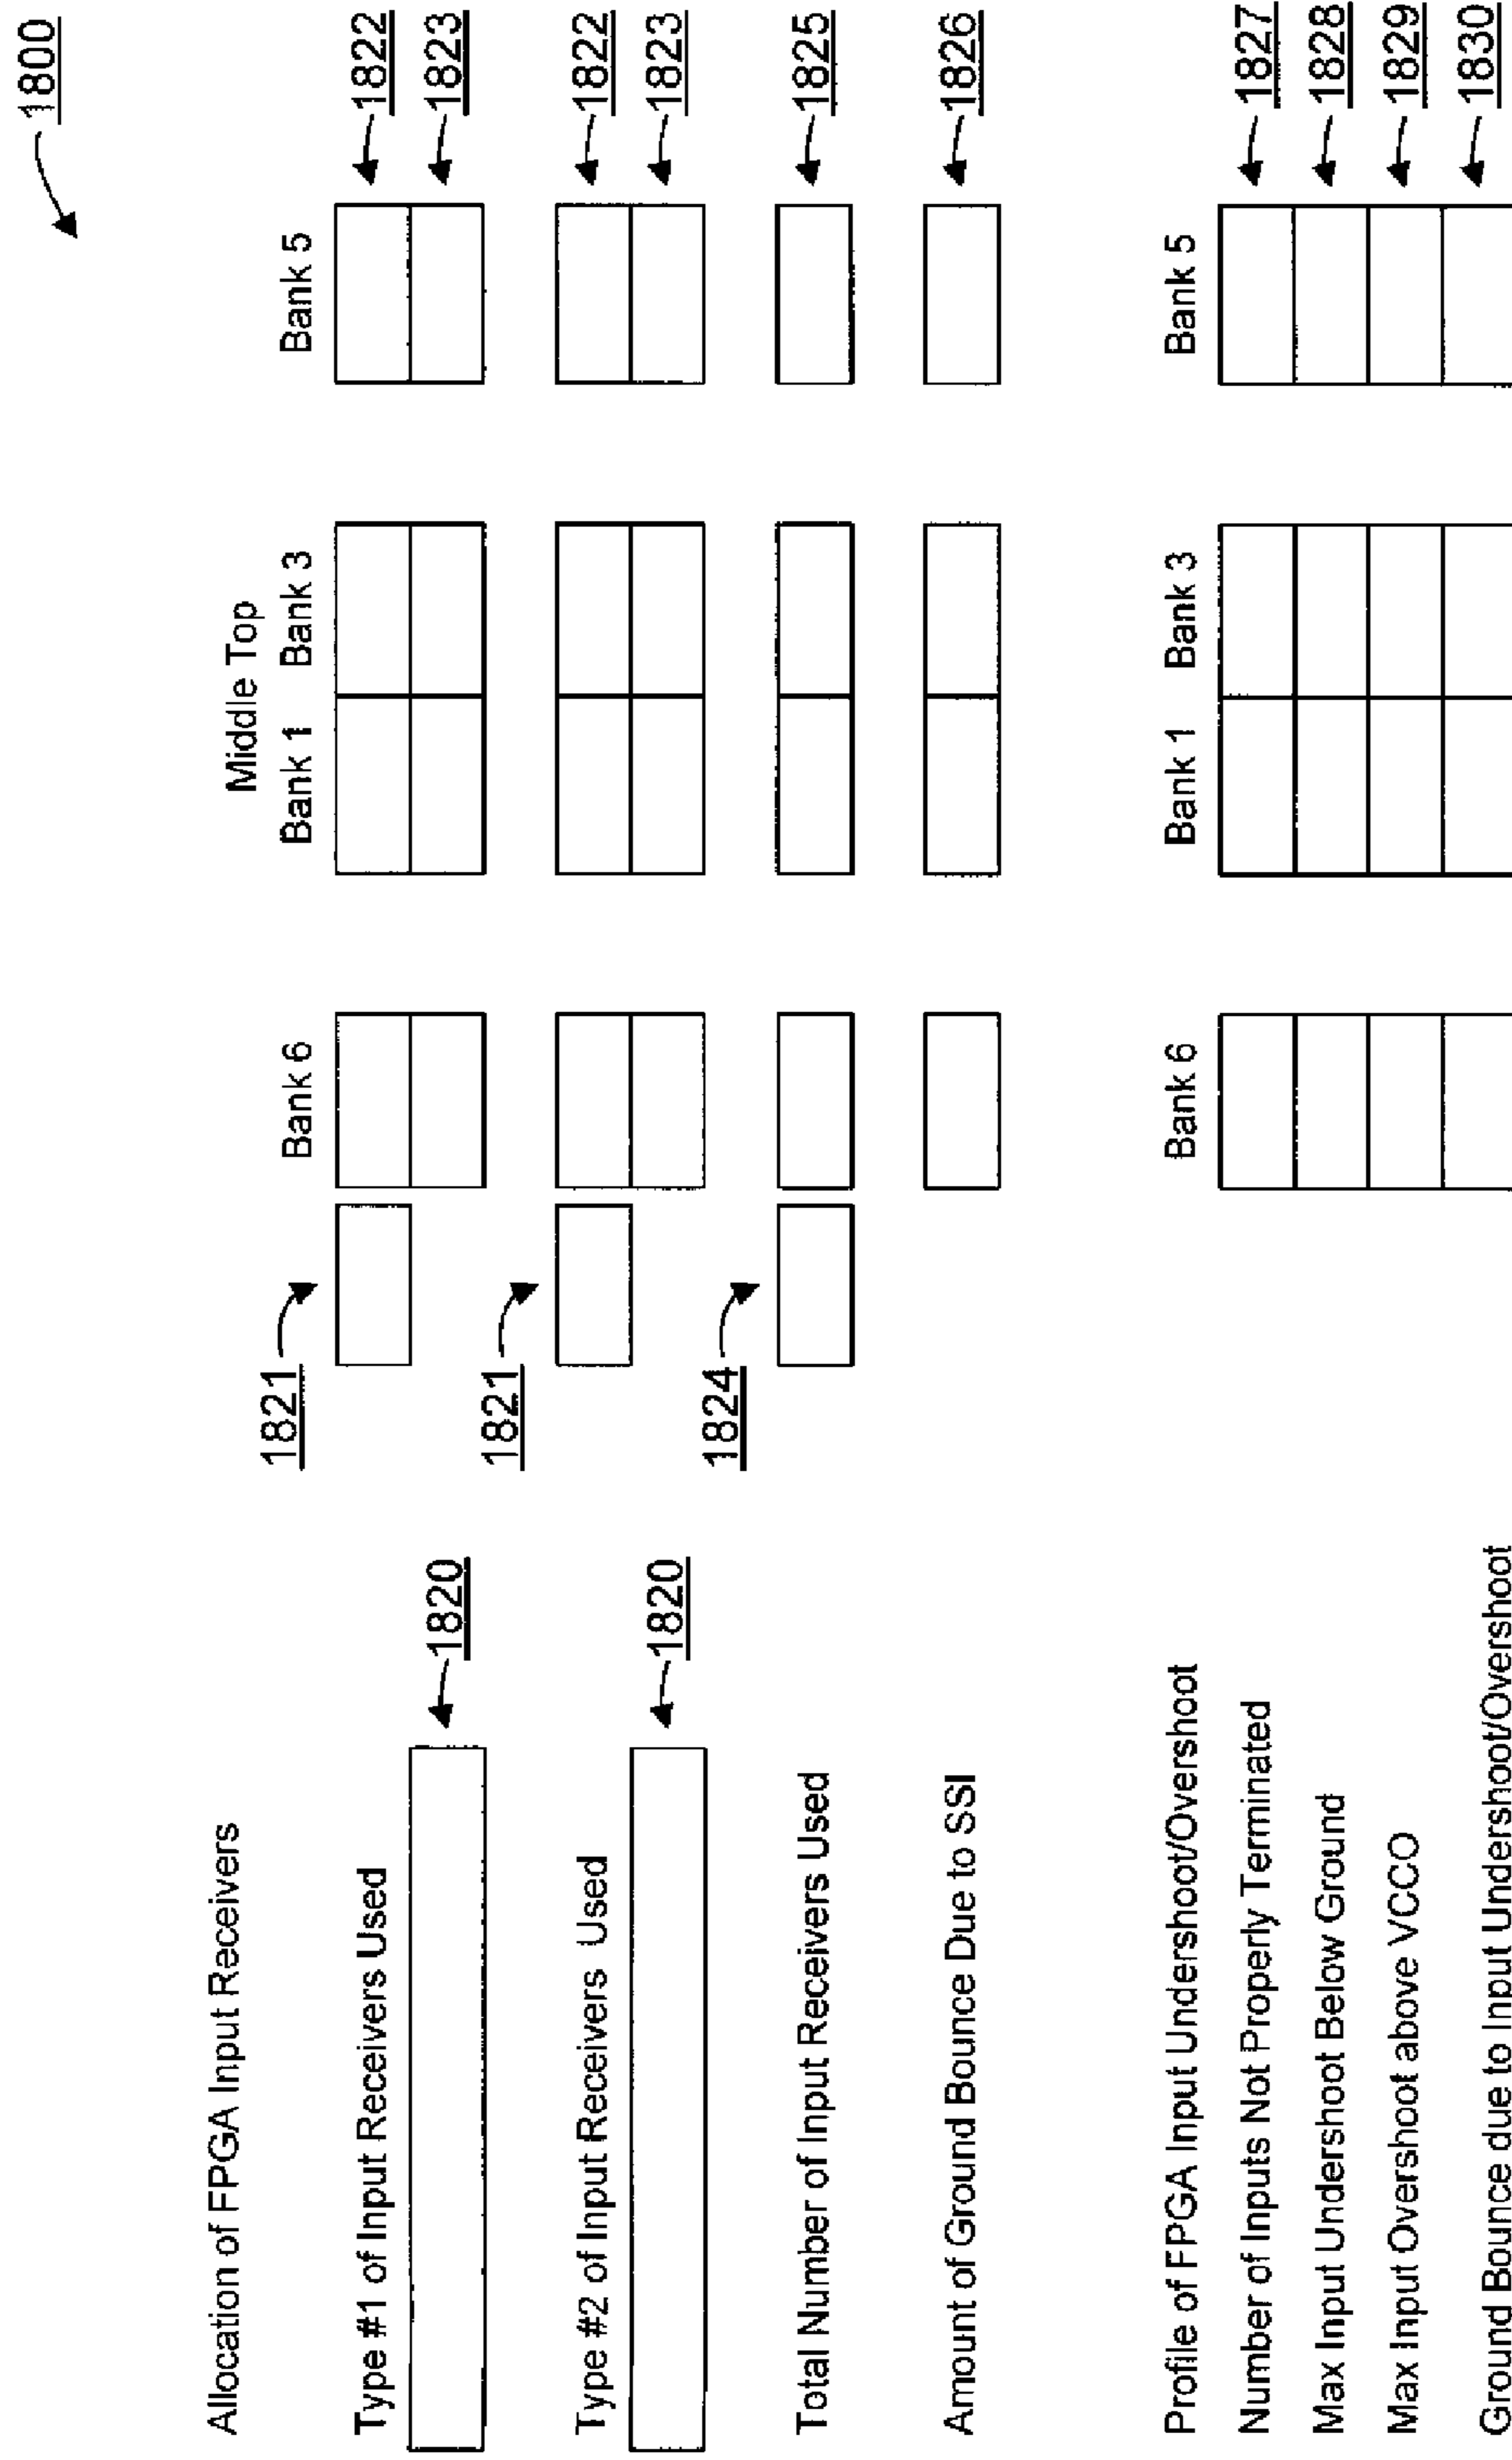 1800
Allocation of FPGA Input Receivers
Middle Top
Bank 6 Bank 1 Bank 3 Bank 5
1821
Type #1 of Input Receivers Used
1822
1820
1823
1821
Type #2 of Input Receivers Used
1822
1820
1823
1824
Total Number of Input Receivers Used
1825
Amount of Ground Bounce Due to SSI
1826
Profile of FPGA Input Undershoot/Overshoot
Bank 6 Bank 1 Bank 3 Bank 5
Number of Inputs Not Properly Terminated
1827
Max Input Undershoot Below Ground
1828
Max Input Overshoot above VCCO
1829
Ground Bounce due to Input Undershoot/Overshoot
1830